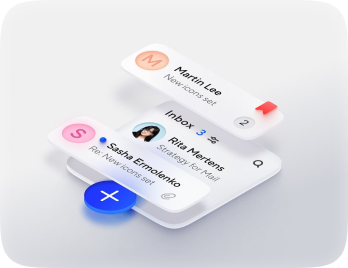 M
Martin Lee
New icons set
2
Inbox 3
Rita Mertens
Strategy for Mail
S
Sasha Ermolenko
Re: New icons set